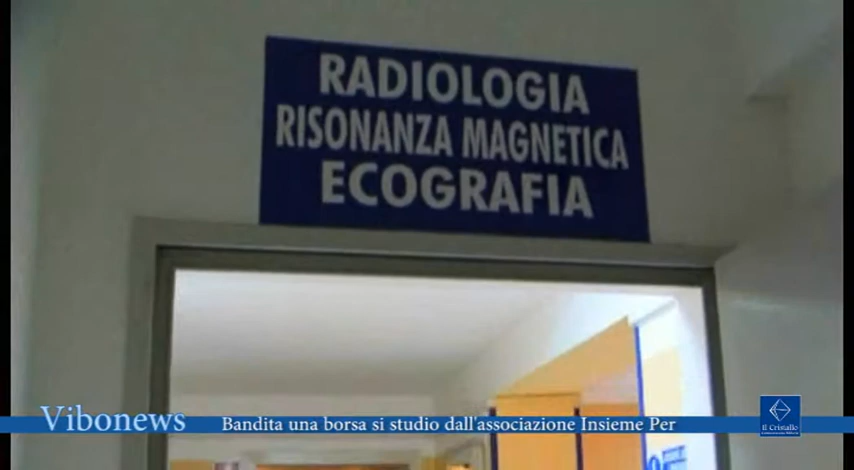 RADIOLOGIA
RISONANZA MAGNETICA
ECOGRAFIA
Vibonews
Bandita una borsa si studio dall'associazione Insieme Per
Il Cristallo